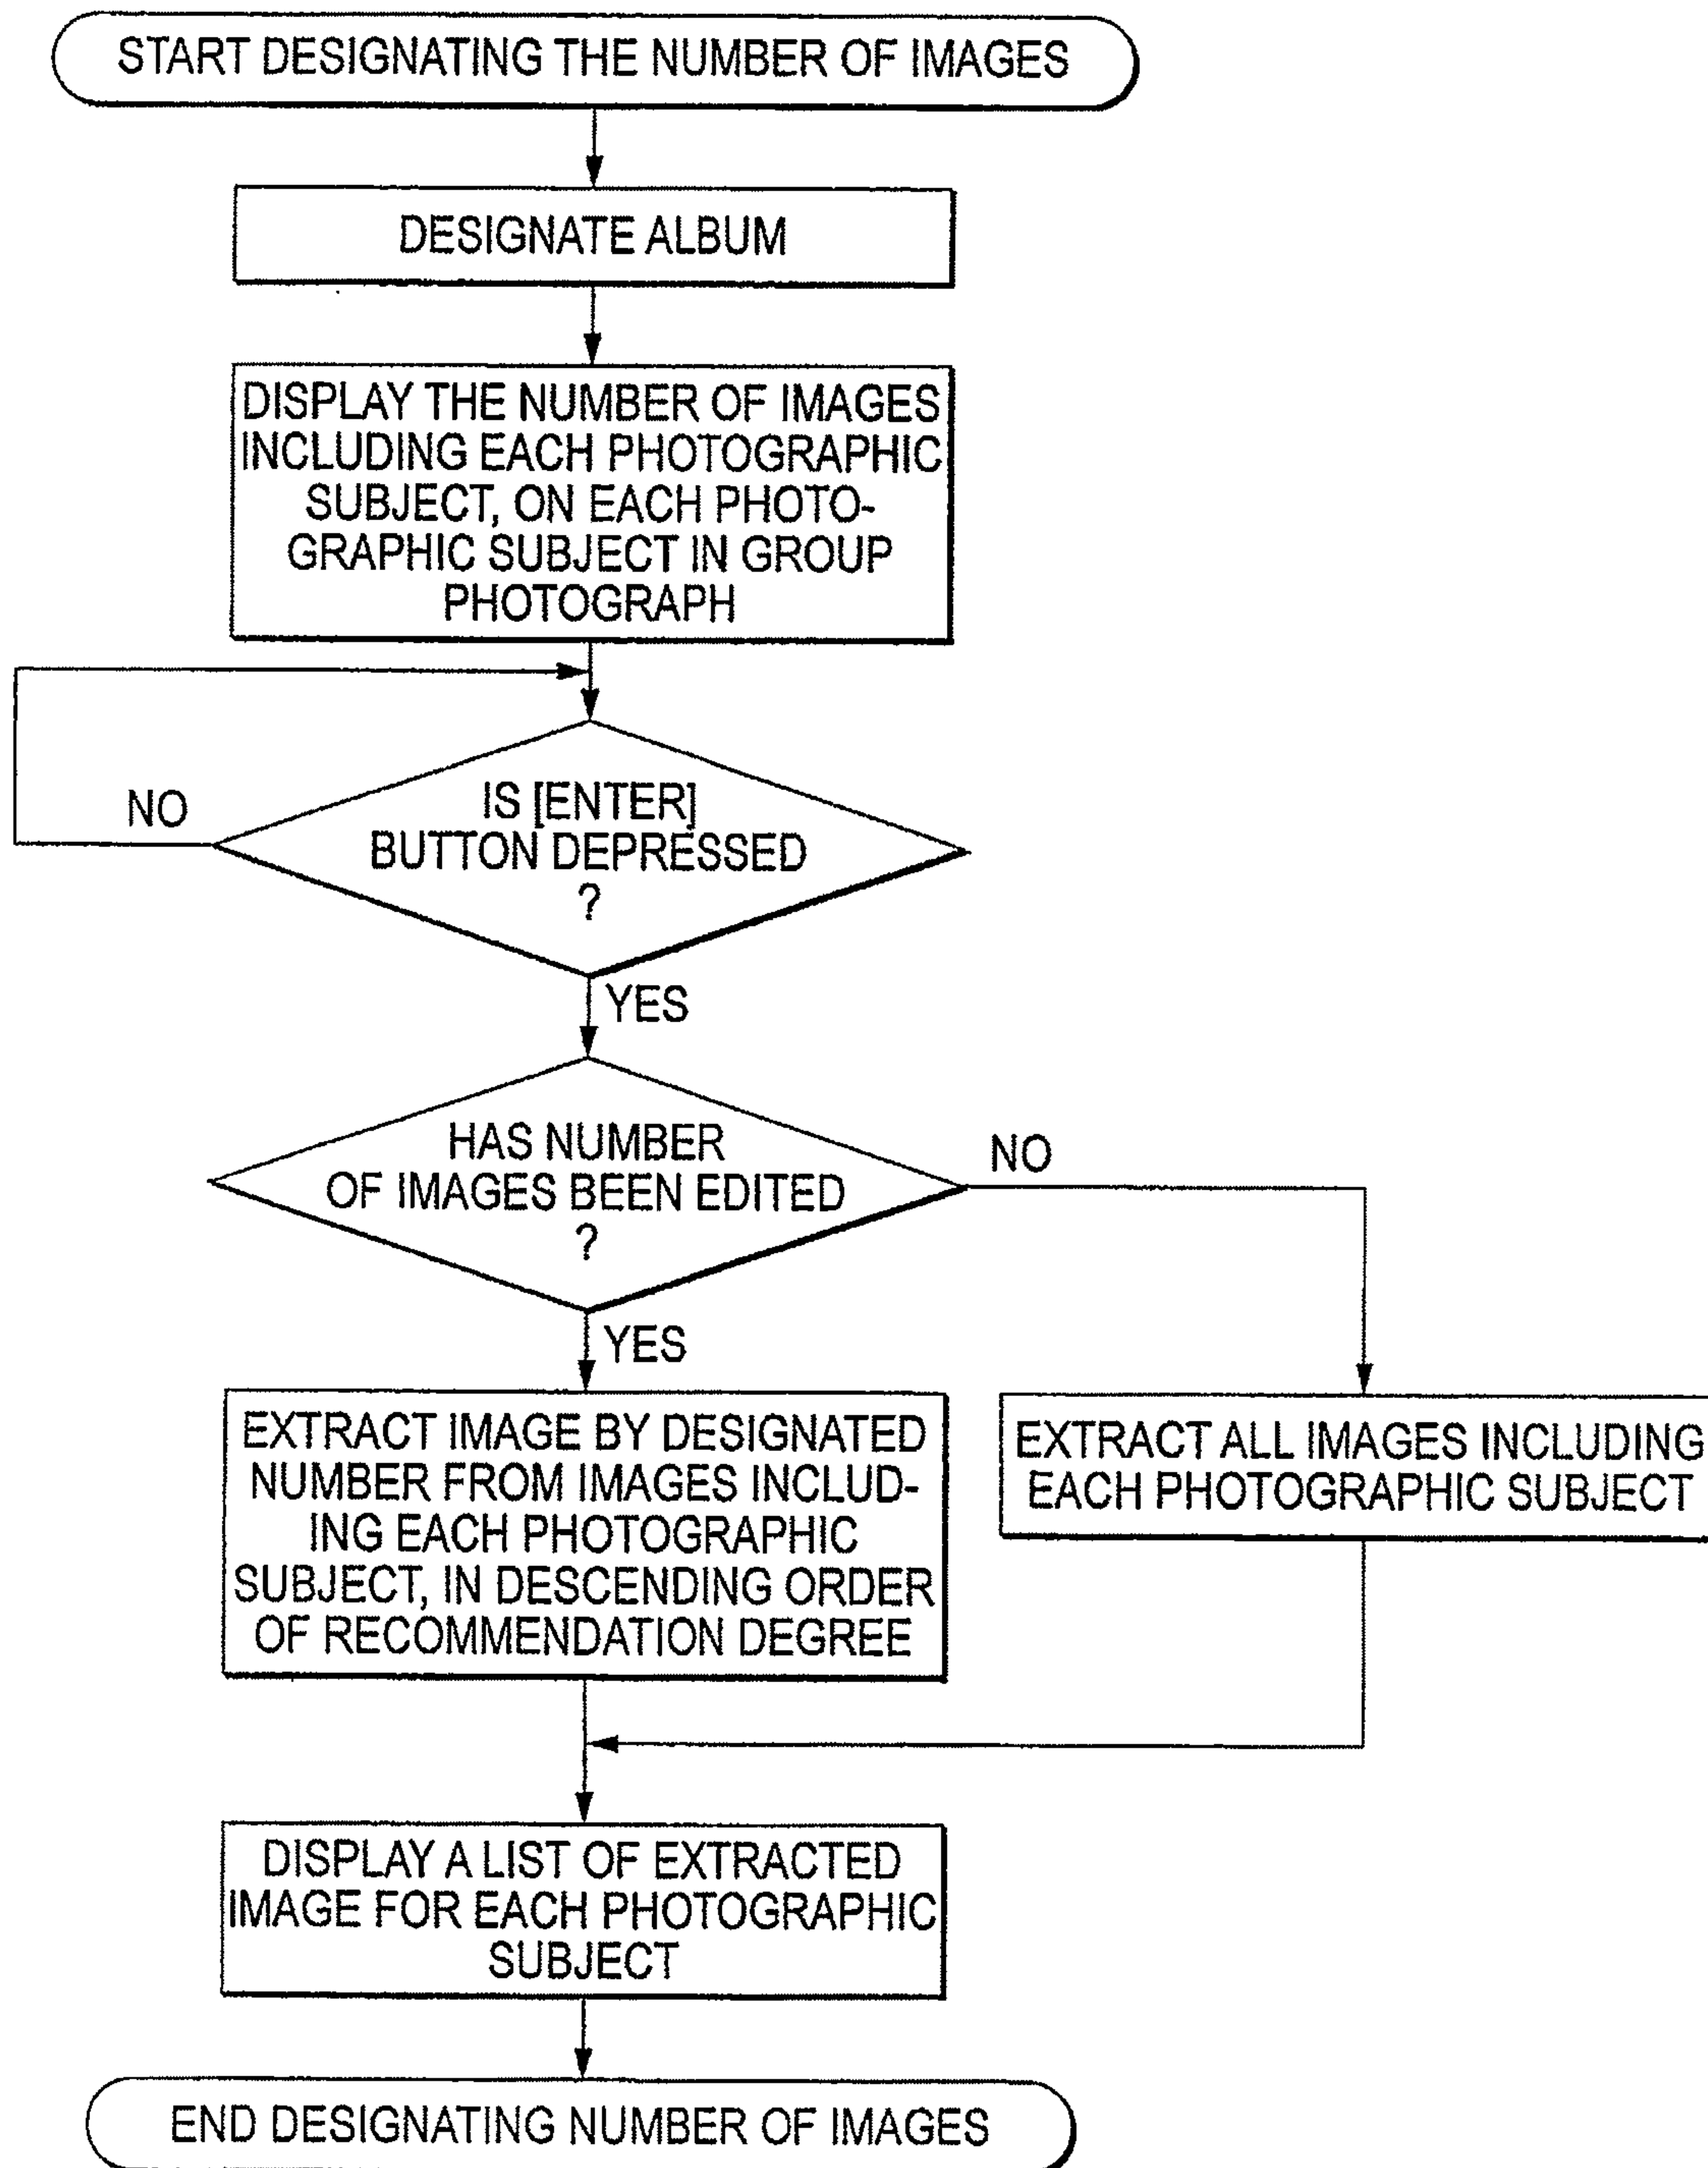 START DESIGNATING THE NUMBER OF IMAGES
DESIGNATE ALBUM
DISPLAY THE NUMBER OF IMAGES
INCLUDING EACH PHOTOGRAPHIC
SUBJECT, ON EACH PHOTO-
GRAPHIC SUBJECT IN GROUP
PHOTOGRAPH
IS [ENTER]
BUTTON DEPRESSED
?
NO
YES
HAS NUMBER
OF IMAGES BEEN EDITED
?
NO
YES
EXTRACT IMAGE BY DESIGNATED
NUMBER FROM IMAGES INCLUD-
ING EACH PHOTOGRAPHIC
SUBJECT, IN DESCENDING ORDER
OF RECOMMENDATION DEGREE
EXTRACT ALL IMAGES INCLUDING
EACH PHOTOGRAPHIC SUBJECT
DISPLAY A LIST OF EXTRACTED
IMAGE FOR EACH PHOTOGRAPHIC
SUBJECT
END DESIGNATING NUMBER OF IMAGES